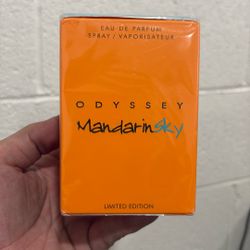 EAU DE PARFUM
SPRAY / VAPORISATEUR
ODYSSEY
MandarinSky
LIMITED EDITION